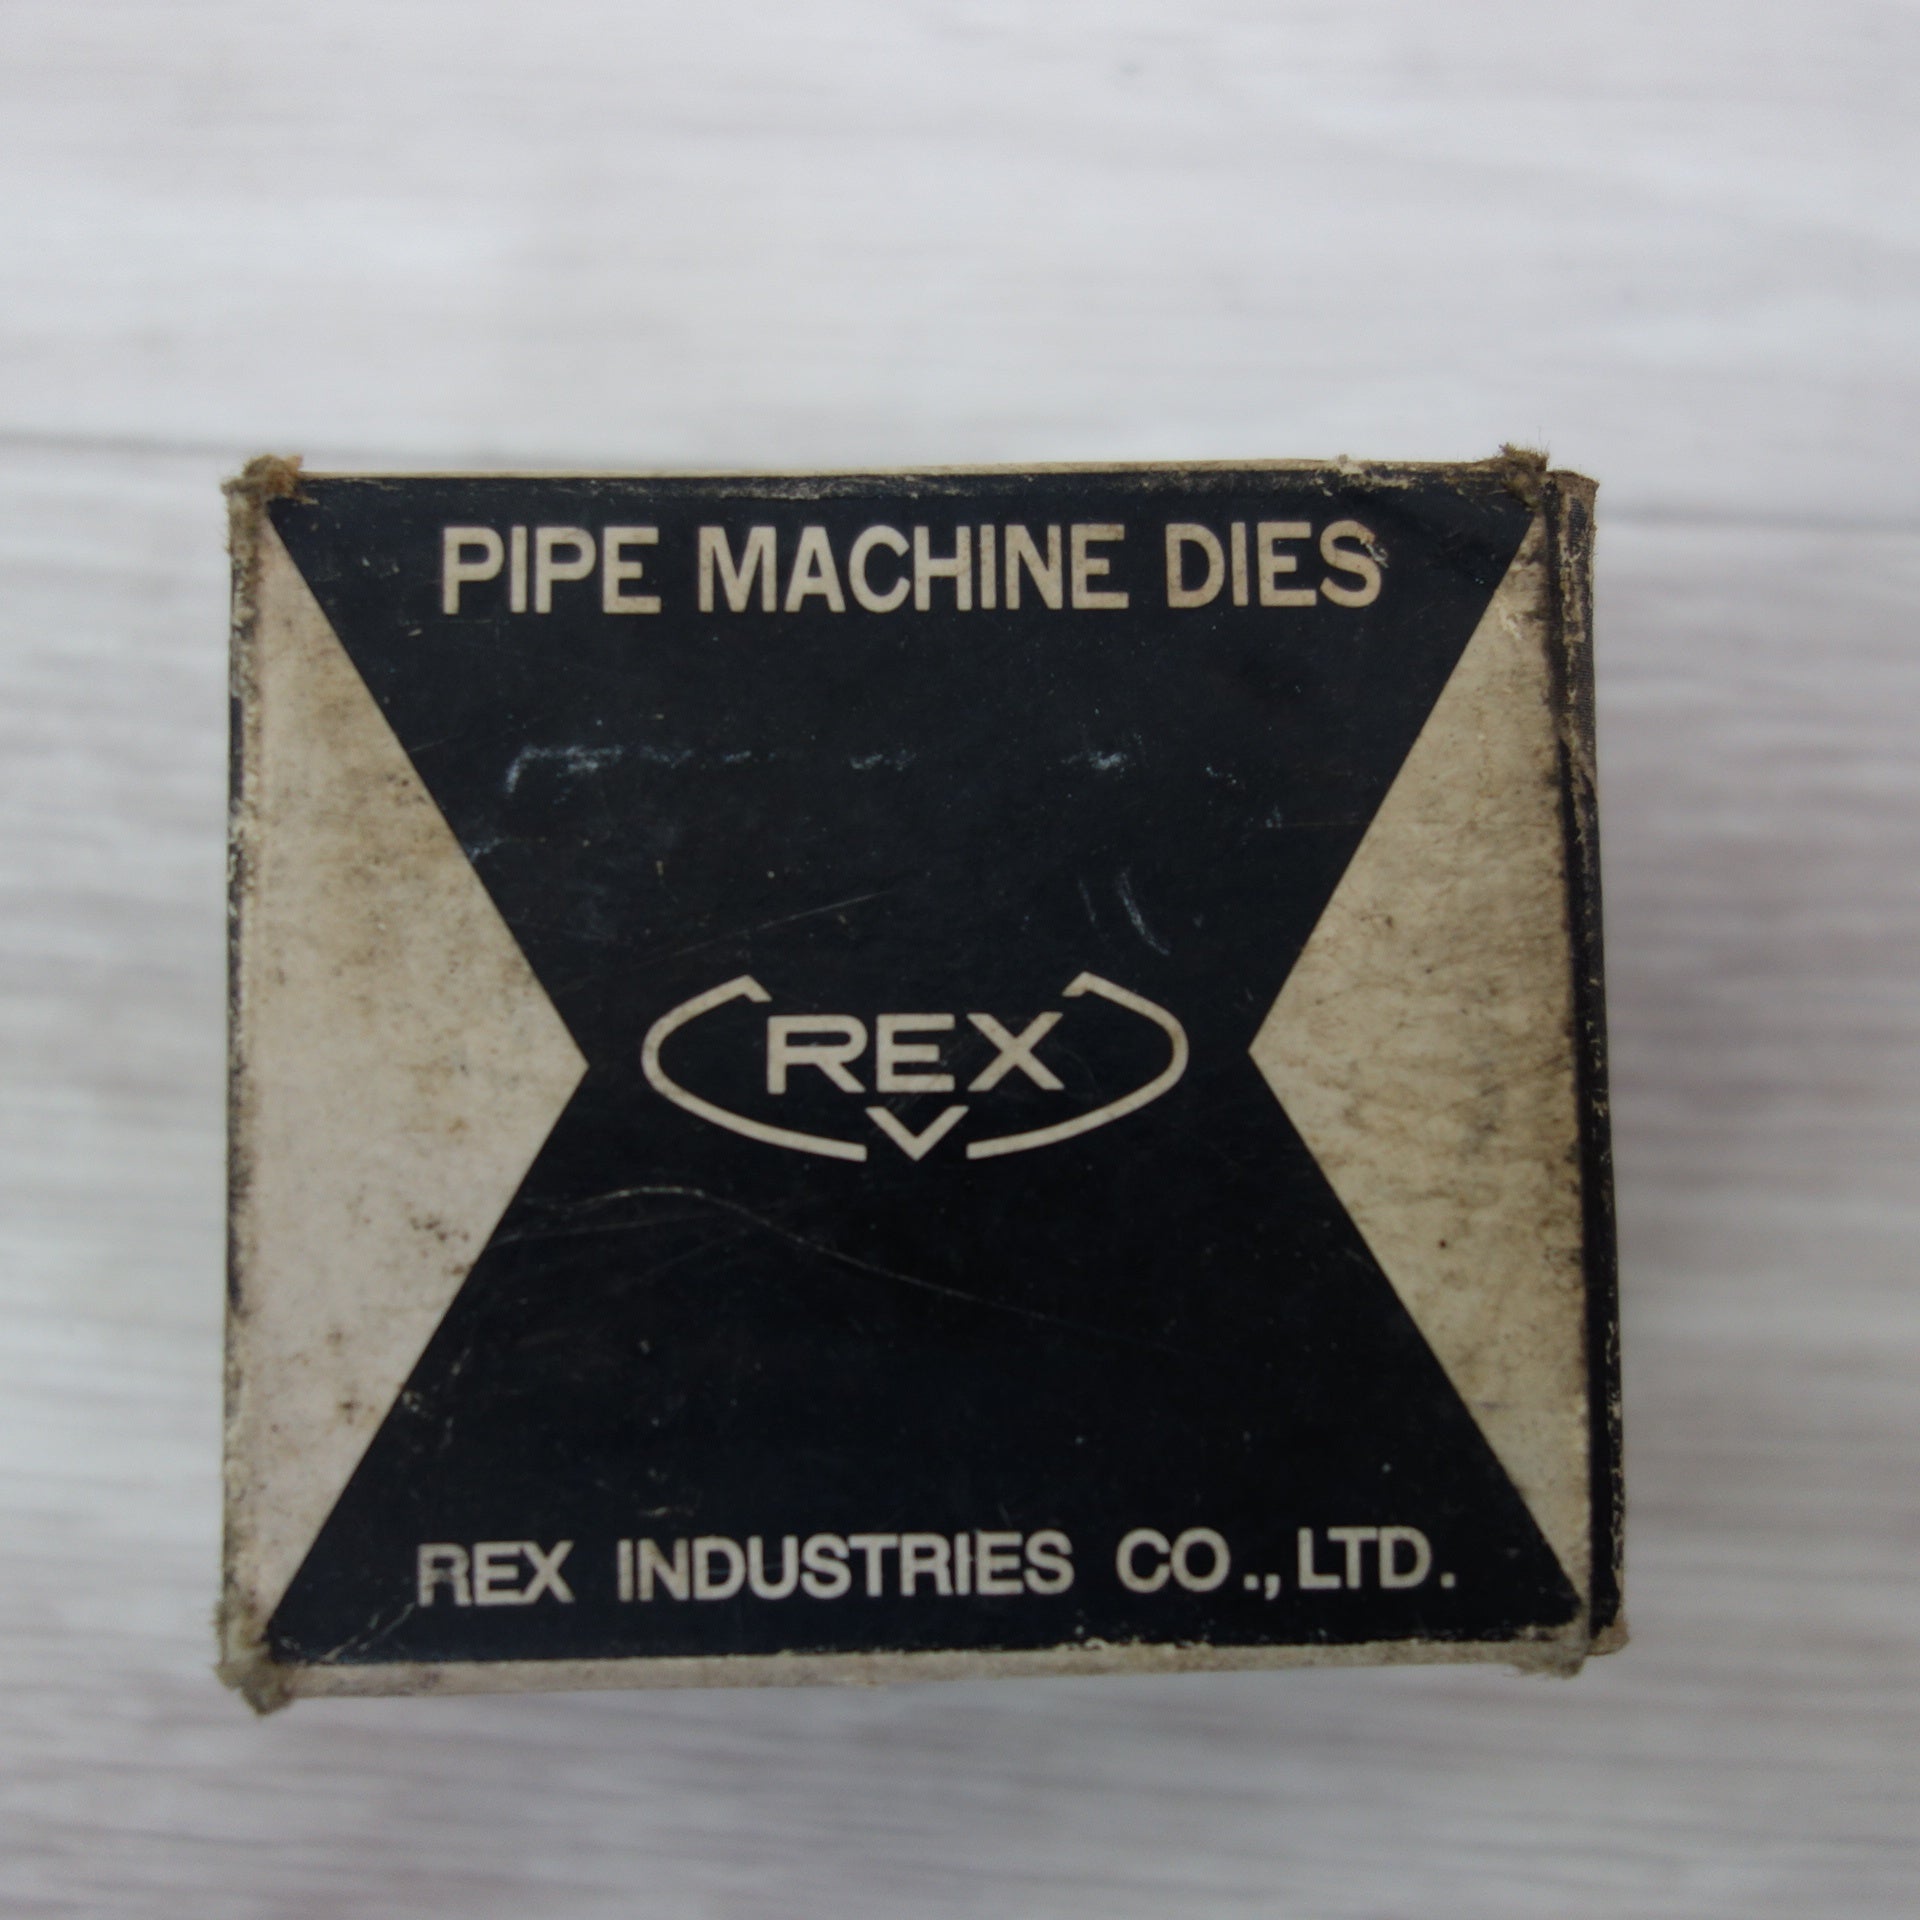 PIPE MACHINE DIES
REX
REX INDUSTRIES CO., LTD.